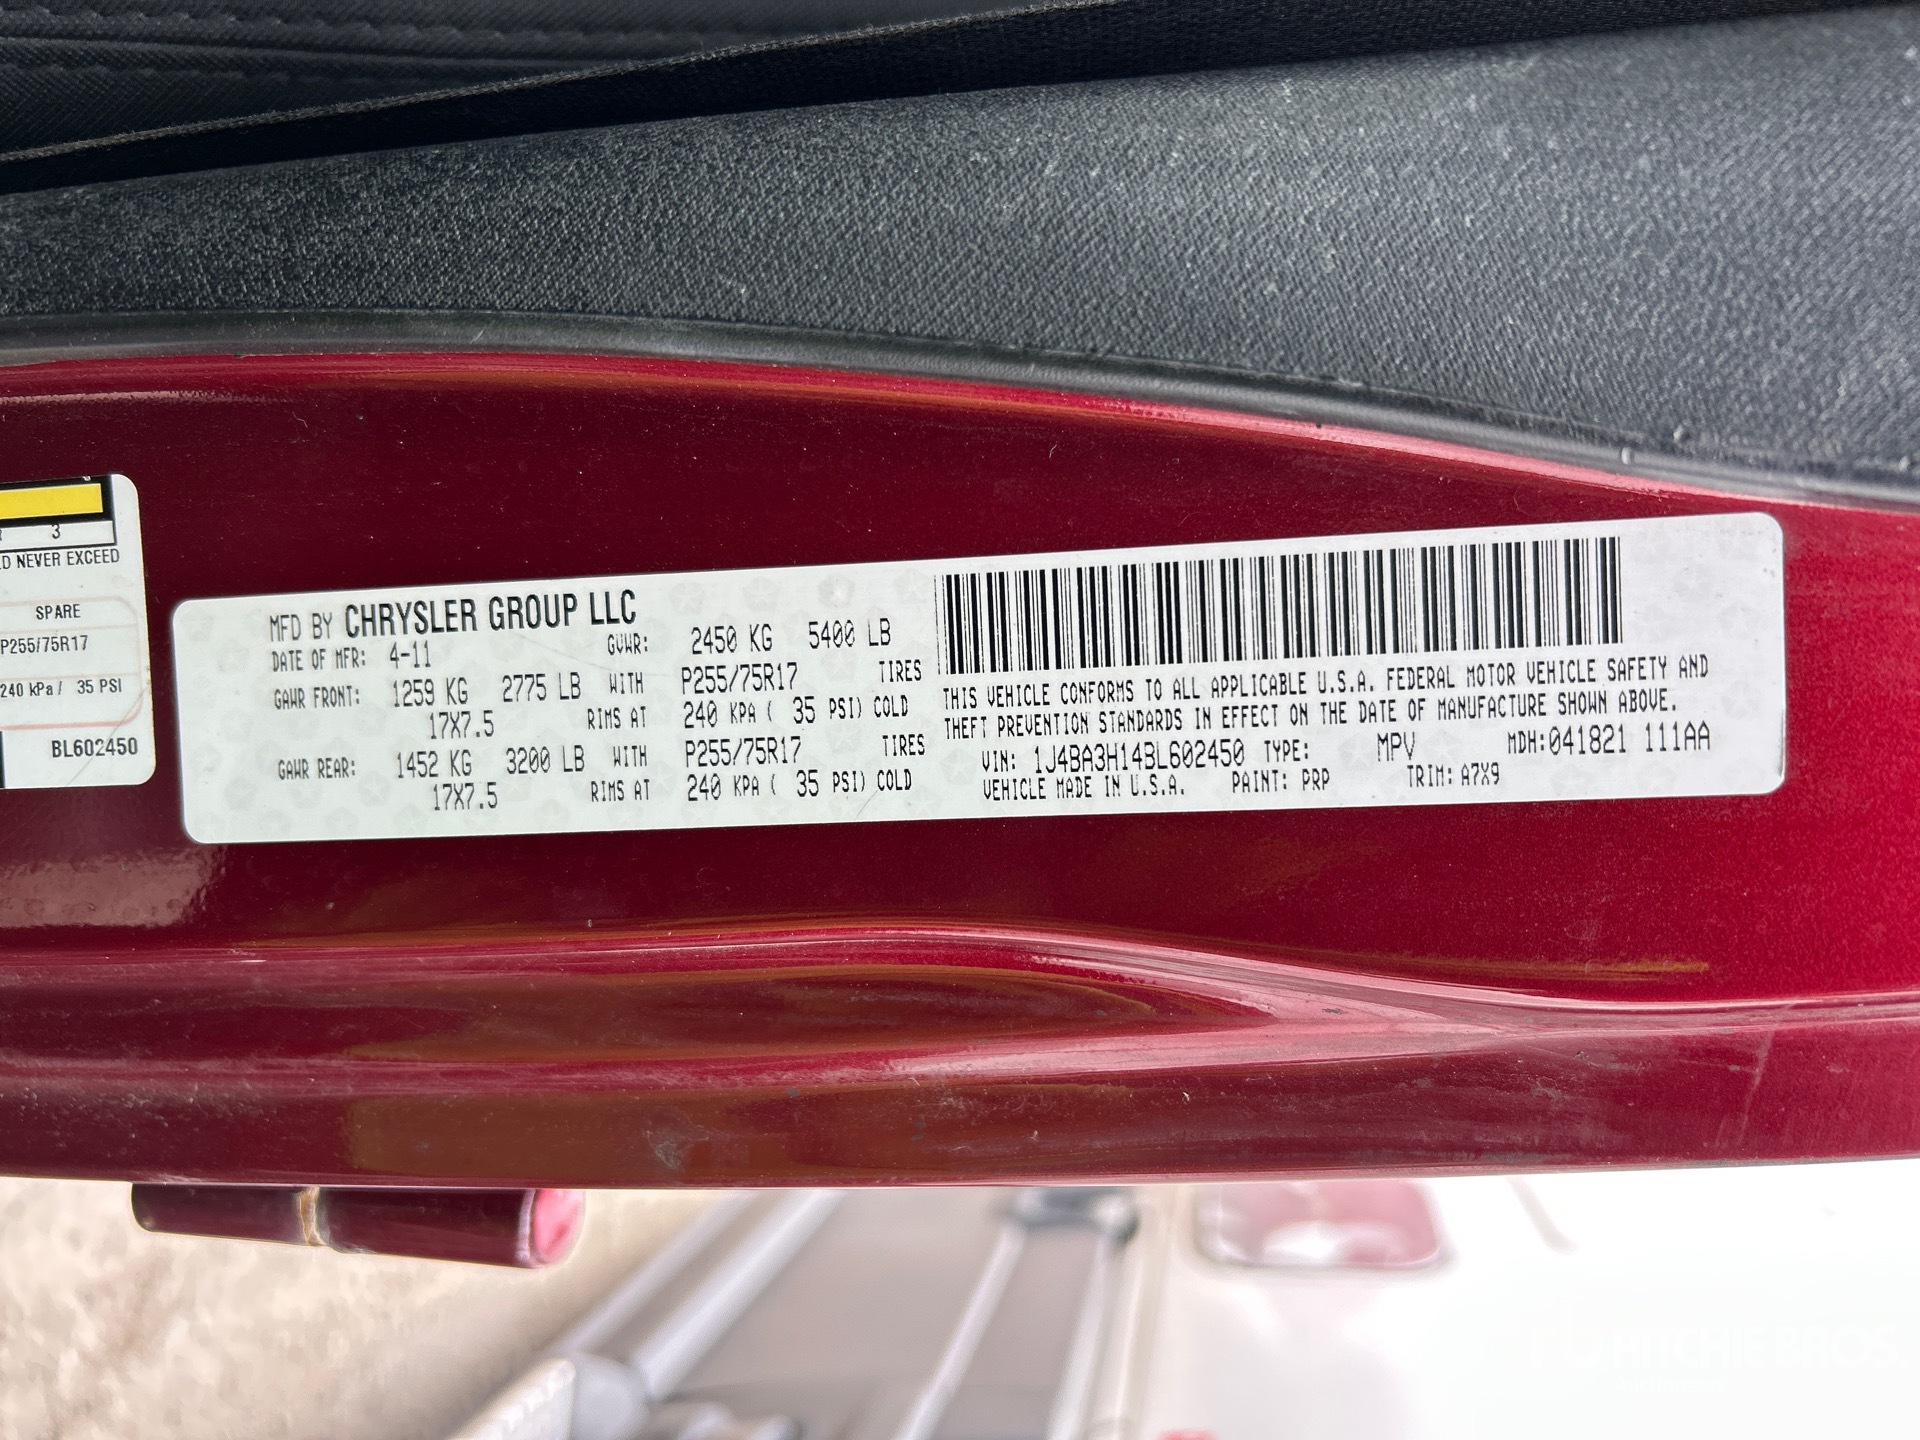 3
D NEVER EXCEED
SPARE
P255/75R17
240 kPa / 35 PSI
BL602450
MFD BY CHRYSLER GROUP LLC
DATE OF MFR: 4-11 GVWR: 2450 KG 5400 LB
GAWR FRONT: 1259 KG 2775 LB WITH P255/75R17 TIRES
17X7.5 RIMS AT 240 KPA ( 35 PSI) COLD
GAWR REAR: 1452 KG 3200 LB WITH P255/75R17 TIRES
17X7.5 RIMS AT 240 KPA ( 35 PSI) COLD
THIS VEHICLE CONFORMS TO ALL APPLICABLE U.S.A. FEDERAL MOTOR VEHICLE SAFETY AND
THEFT PREVENTION STANDARDS IN EFFECT ON THE DATE OF MANUFACTURE SHOWN ABOVE.
VIN: 1J4BA3H14BL602450 TYPE: MPV MDH:041821 111AA
VEHICLE MADE IN U.S.A. PAINT: PRP TRIM: A7X9
RITCHIE BROS.